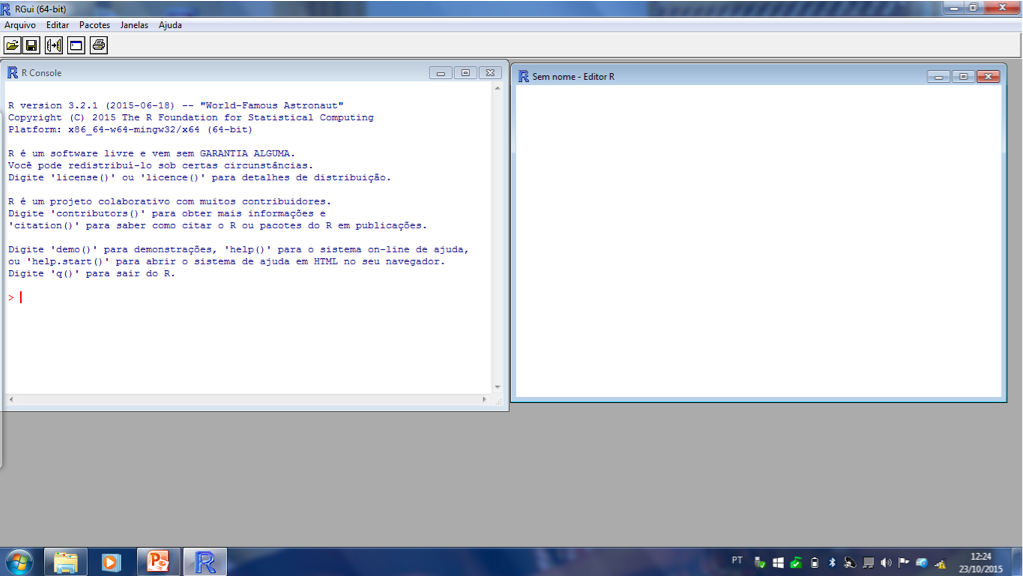 RGui (64-bit)
Arquivo Editar Pacotes Janelas Ajuda
R Console
R version 3.2.1 (2015-06-18) -- "World-Famous Astronaut"
Copyright (C) 2015 The R Foundation for Statistical Computing
Platform: x86_64-w64-mingw32/x64 (64-bit)
R é um software livre e vem sem GARANTIA ALGUMA.
Você pode redistribuí-lo sob certas circunstâncias.
Digite 'license()' ou 'licence()' para detalhes de distribuição.
R é um projeto colaborativo com muitos contribuidores.
Digite 'contributors()' para obter mais informações e
'citation()' para saber como citar o R ou pacotes do R em publicações.
Digite 'demo()' para demonstrações, 'help()' para o sistema on-line de ajuda,
ou 'help.start()' para abrir o sistema de ajuda em HTML no seu navegador.
Digite 'q()' para sair do R.
>
Sem nome - Editor R
PT
12:24
23/10/2015